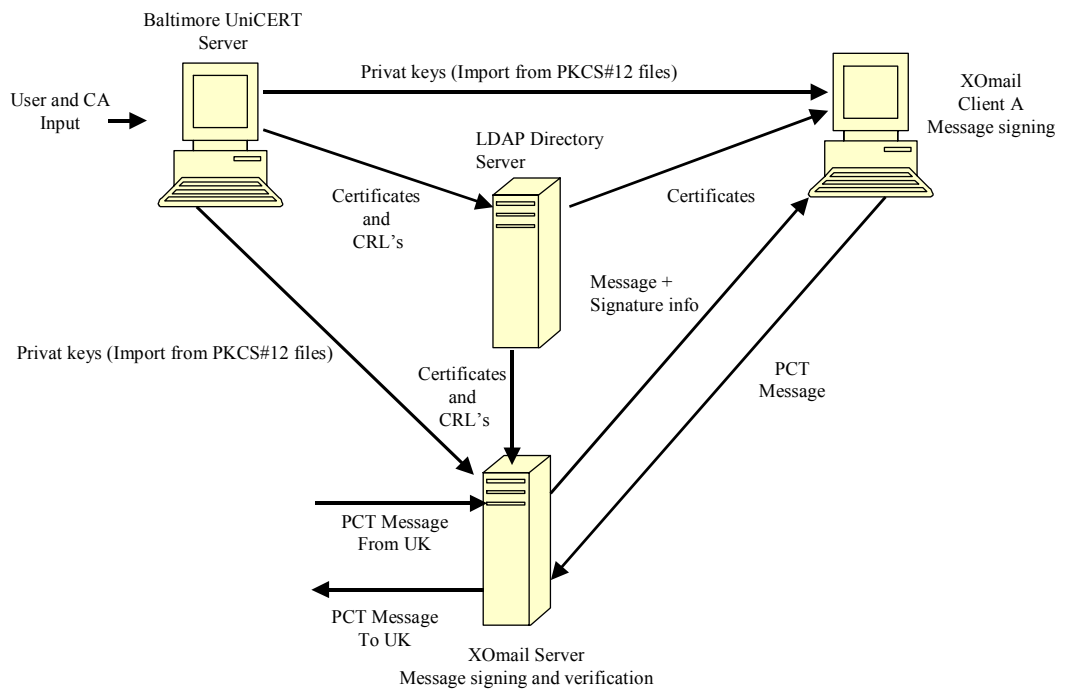 Baltimore UniCERT
Server
User and CA
Input
Privat keys (Import from PKCS#12 files)
XOmail
Client A
Message signing
LDAP Directory
Server
Certificates
and
CRL's
Certificates
Message +
Signature info
Privat keys (Import from PKCS#12 files)
Certificates
and
CRL's
PCT
Message
PCT Message
From UK
PCT Message
To UK
XOmail Server
Message signing and verification